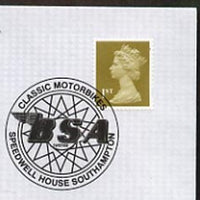 1ST
CLASSIC MOTORBIKES
BSA
SPEEDWELL HOUSE SOUTHAMPTON